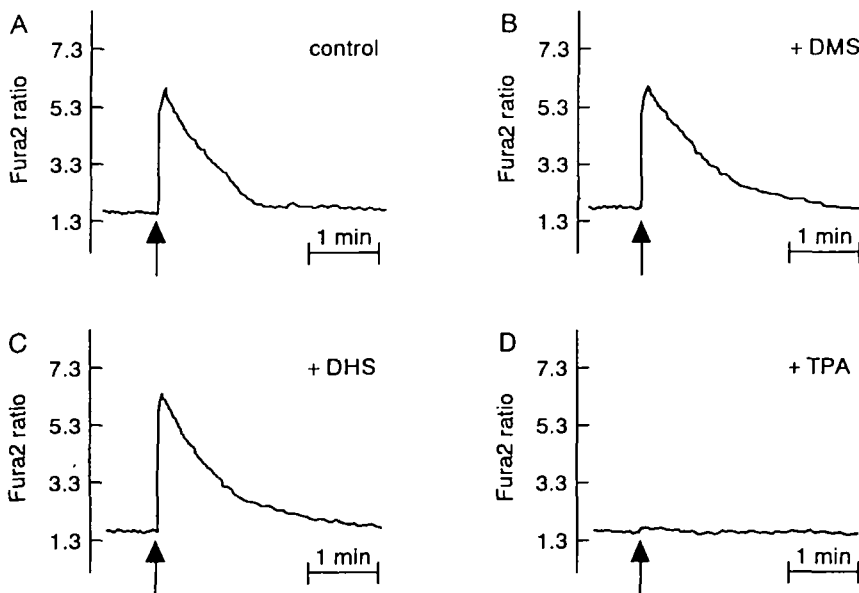 A
control
Fura2 ratio
7.3
5.3
3.3
1.3
1 min
B
+ DMS
Fura2 ratio
7.3
5.3
3.3
1.3
1 min
C
+ DHS
Fura2 ratio
7.3
5.3
3.3
1.3
1 min
D
+ TPA
Fura2 ratio
7.3
5.3
3.3
1.3
1 min